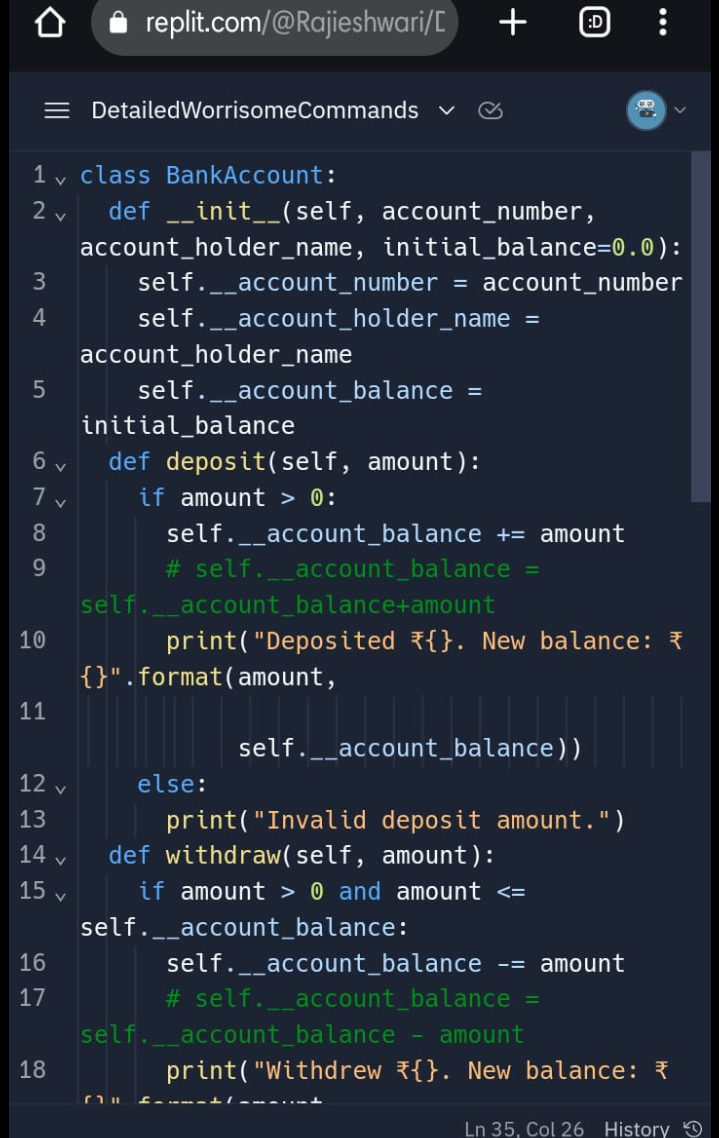 replit.com/@Rajieshwari/D
:D
DetailedWorrisomeCommands
1 class BankAccount:
2 def __init__(self, account_number,
account_holder_name, initial_balance=0.0):
3 self.__account_number = account_number
4 self.__account_holder_name =
account_holder_name
5 self.__account_balance =
initial_balance
6 def deposit(self, amount):
7 if amount > 0:
8 self.__account_balance += amount
9 # self.__account_balance =
self.__account_balance+amount
10 print("Deposited ₹{}. New balance: ₹
{}".format(amount,
11
self.__account_balance))
12 else:
13 print("Invalid deposit amount.")
14 def withdraw(self, amount):
15 if amount > 0 and amount <=
self.__account_balance:
16 self.__account_balance -= amount
17 # self.__account_balance =
self.__account_balance - amount
18 print("Withdrew ₹{}. New balance: ₹
{}".format(amount,
Ln 35, Col 26 History